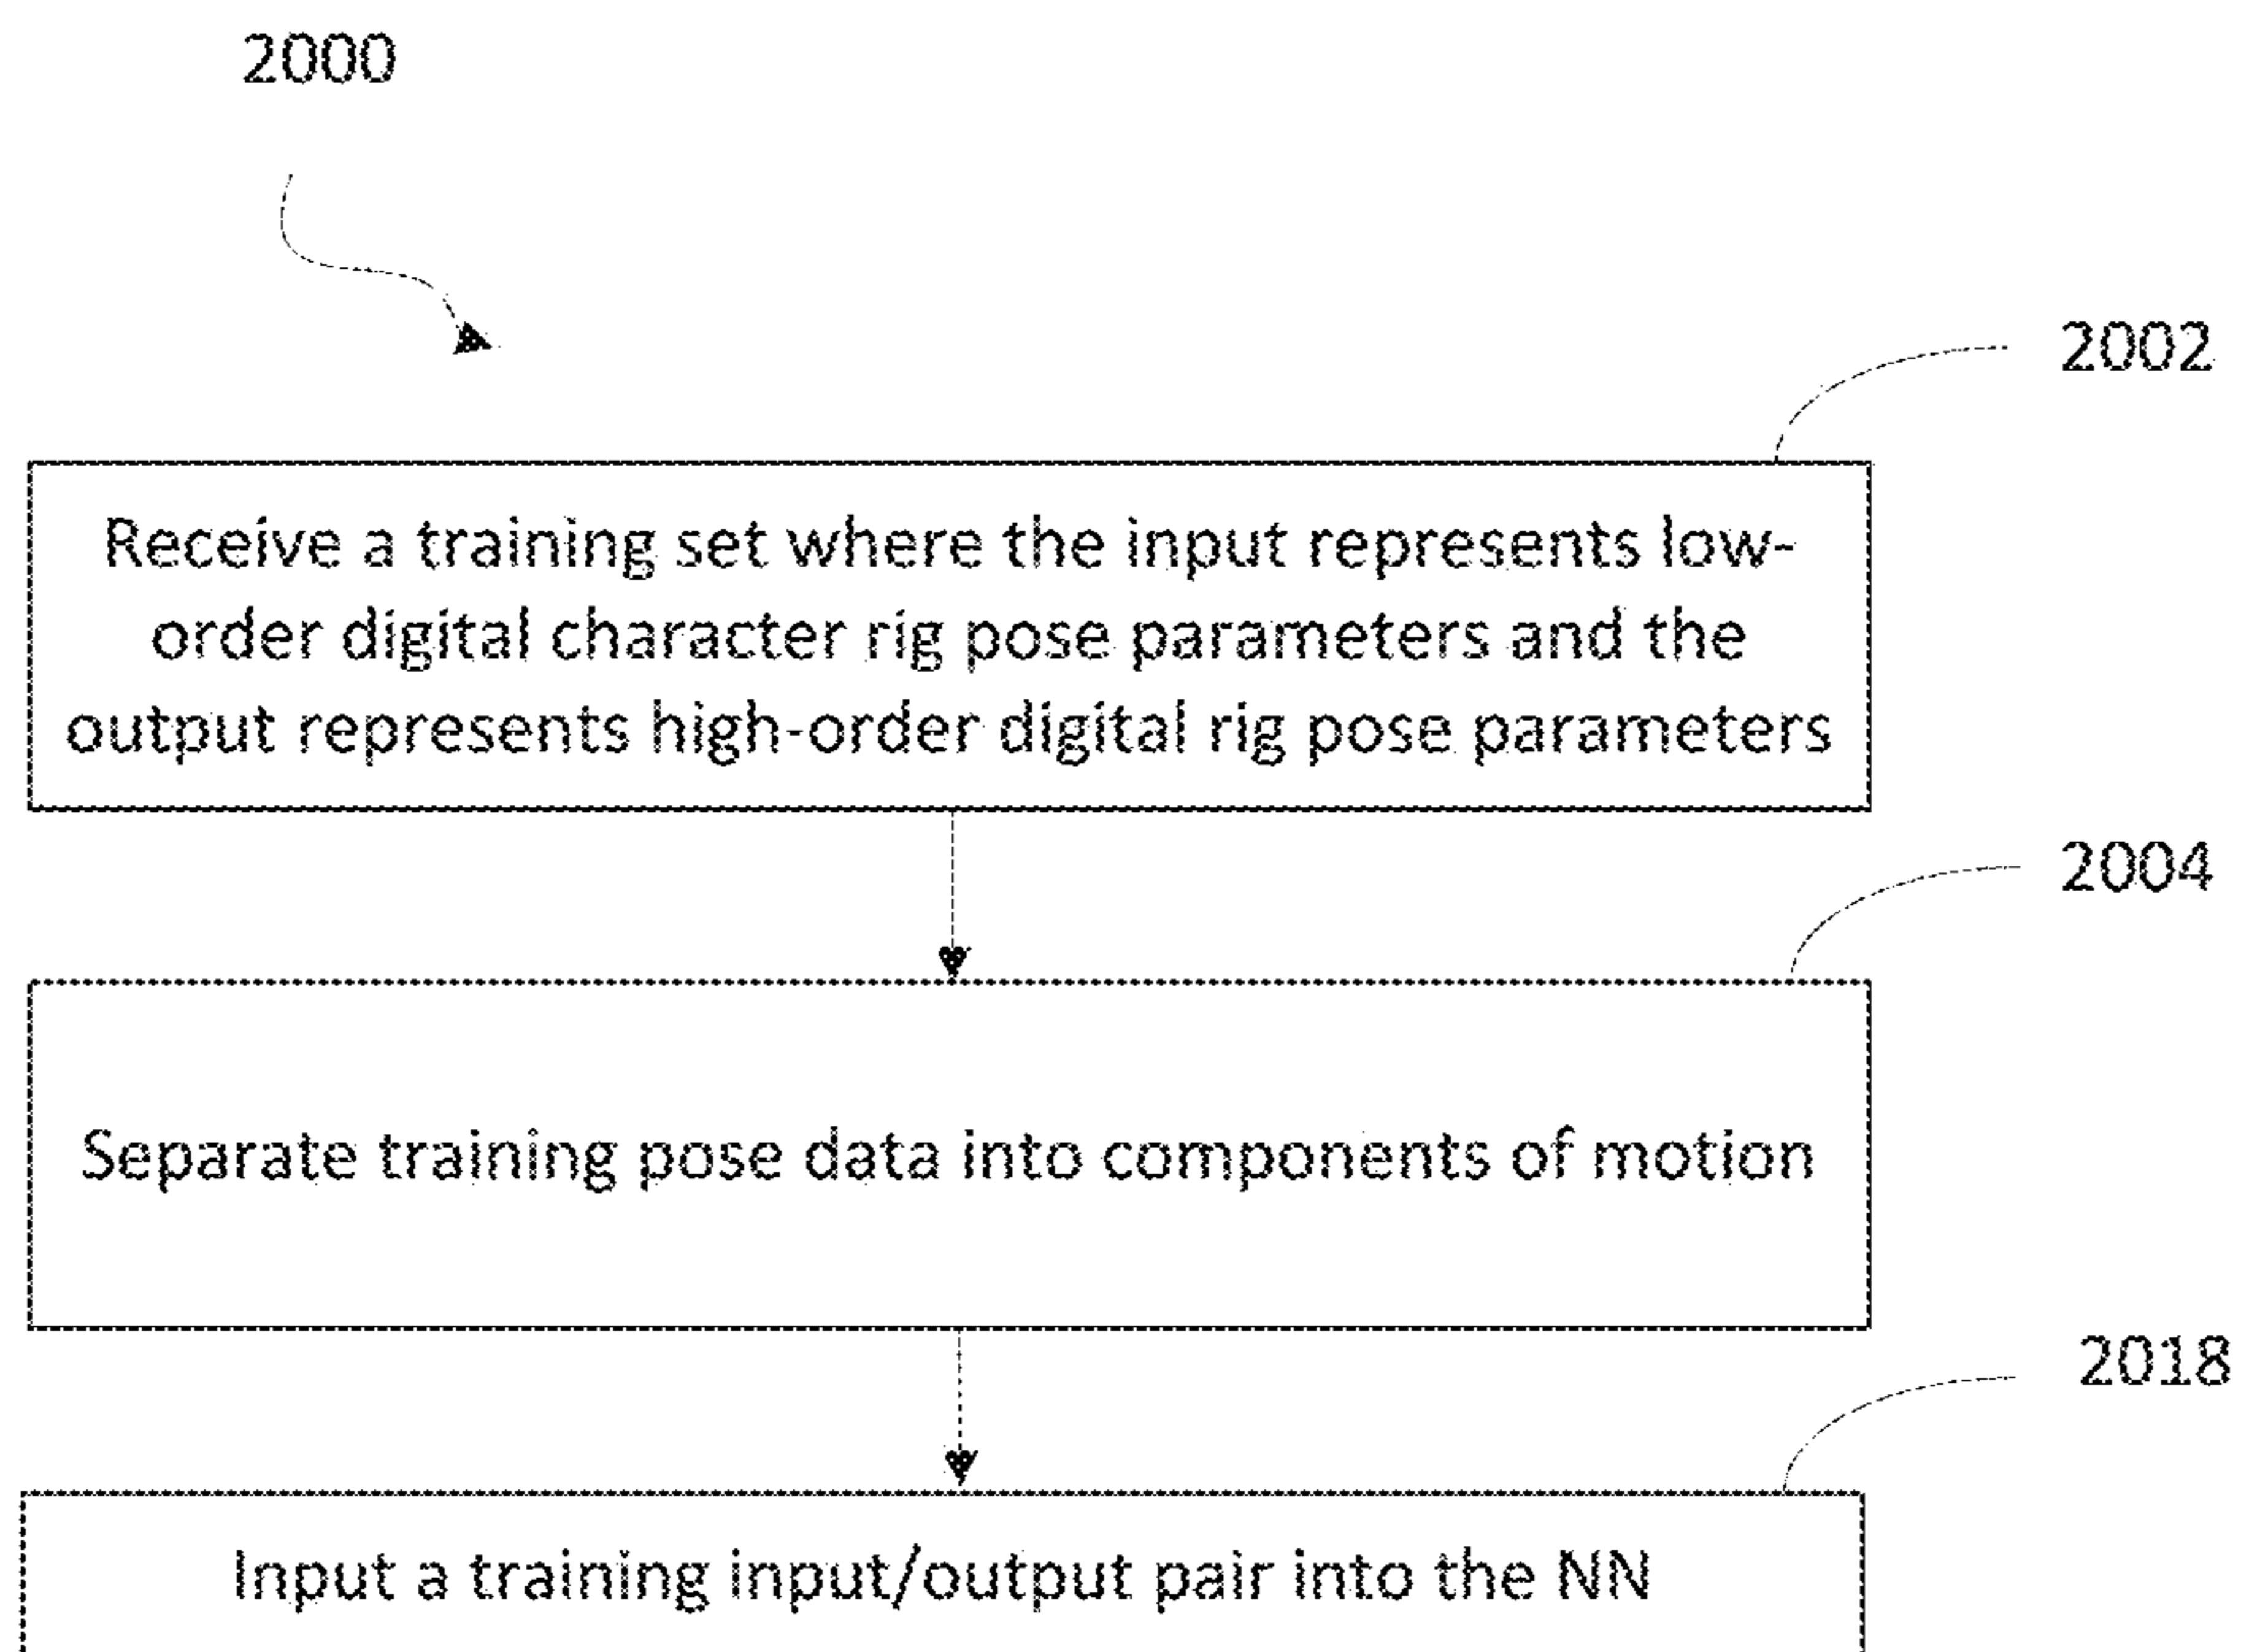 2000
2002
Receive a training set where the input represents low-
order digital character rig pose parameters and the
output represents high-order digital rig pose parameters
2004
Separate training pose data into components of motion
2018
Input a training input/output pair into the NN